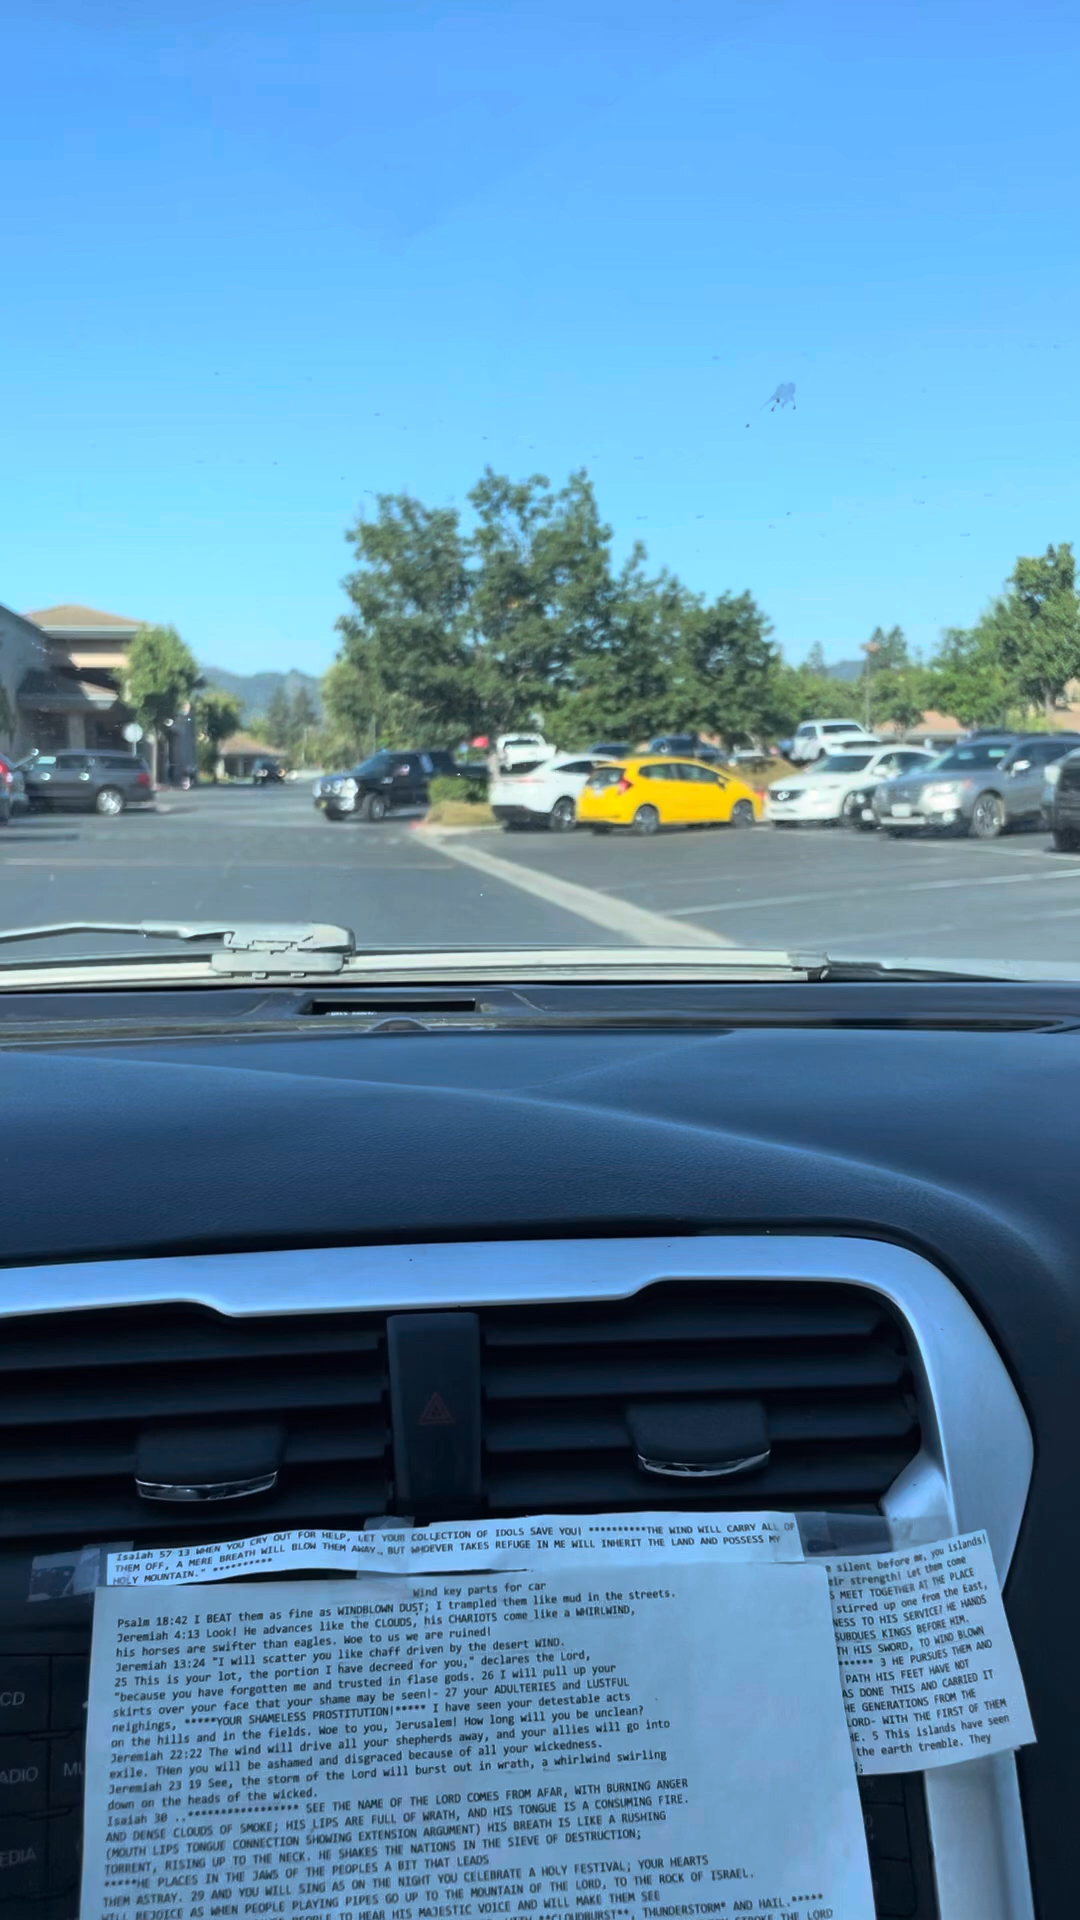 Isaiah 57 13 WHEN YOU CRY OUT FOR HELP, LET YOUR COLLECTION OF IDOLS SAVE YOU! **********THE WIND WILL CARRY ALL OF
THEM OFF, A MERE BREATH WILL BLOW THEM AWAY., BUT WHOEVER TAKES REFUGE IN ME WILL INHERIT THE LAND AND POSSESS MY
HOLY MOUNTAIN." **********
Wind key parts for car
Psalm 18:42 I BEAT them as fine as WINDBLOWN DUST; I trampled them like mud in the streets.
Jeremiah 4:13 Look! He advances like the CLOUDS, his CHARIOTS come like a WHIRLWIND,
his horses are swifter than eagles. Woe to us we are ruined!
Jeremiah 13:24 "I will scatter you like chaff driven by the desert WIND.
25 This is your lot, the portion I have decreed for you," declares the Lord,
"because you have forgotten me and trusted in flase gods. 26 I will pull up your
skirts over your face that your shame may be seen!- 27 your ADULTERIES and LUSTFUL
neighings, *****YOUR SHAMELESS PROSTITUTION!***** I have seen your detestable acts
on the hills and in the fields. Woe to you, Jerusalem! How long will you be unclean?
Jeremiah 22:22 The wind will drive all your shepherds away, and your allies will go into
exile. THen you will be ashamed and disgraced because of all your wickedness.
Jeremiah 23 19 See, the storm of the Lord will burst out in wrath, a whirlwind swirling
down on the heads of the wicked.
Isaiah 30 ..***************** SEE THE NAME OF THE LORD COMES FROM AFAR, WITH BURNING ANGER
AND DENSE CLOUDS OF SMOKE; HIS LIPS ARE FULL OF WRATH, AND HIS TONGUE IS A CONSUMING FIRE.
(MOUTH LIPS TONGUE CONNECTION SHOWING EXTENSION ARGUMENT) HIS BREATH IS LIKE A RUSHING
TORRENT, RISING UP TO THE NECK. HE SHAKES THE NATIONS IN THE SIEVE OF DESTRUCTION;
*****HE PLACES IN THE JAWS OF THE PEOPLES A BIT THAT LEADS
THEM ASTRAY. 29 AND YOU WILL SING AS ON THE NIGHT YOU CELEBRATE A HOLY FESTIVAL; YOUR HEARTS
WILL REJOICE AS WHEN PEOPLE PLAYING PIPES GO UP TO THE MOUNTAIN OF THE LORD, TO THE ROCK OF ISRAEL.
PEOPLE TO HEAR HIS MAJESTIC VOICE AND WILL MAKE THEM SEE
WITH **CLOUDBURST**, THUNDERSTORM* AND HAIL.*****
STROKE THE LORD
silent before me, you islands!
strength! Let them come
MEET TOGETHER AT THE PLACE
stirred up one from the East,
TO HIS SERVICE? HE HANDS
SUBDUES KINGS BEFORE HIM.
HIS SWORD, TO WIND BLOWN
****** 3 HE PURSUES THEM AND
PATH HIS FEET HAVE NOT
AS DONE THIS AND CARRIED IT
HE GENERATIONS FROM THE
LORD- WITH THE FIRST OF THEM
HE. 5 This islands have seen
the earth tremble. They
CD